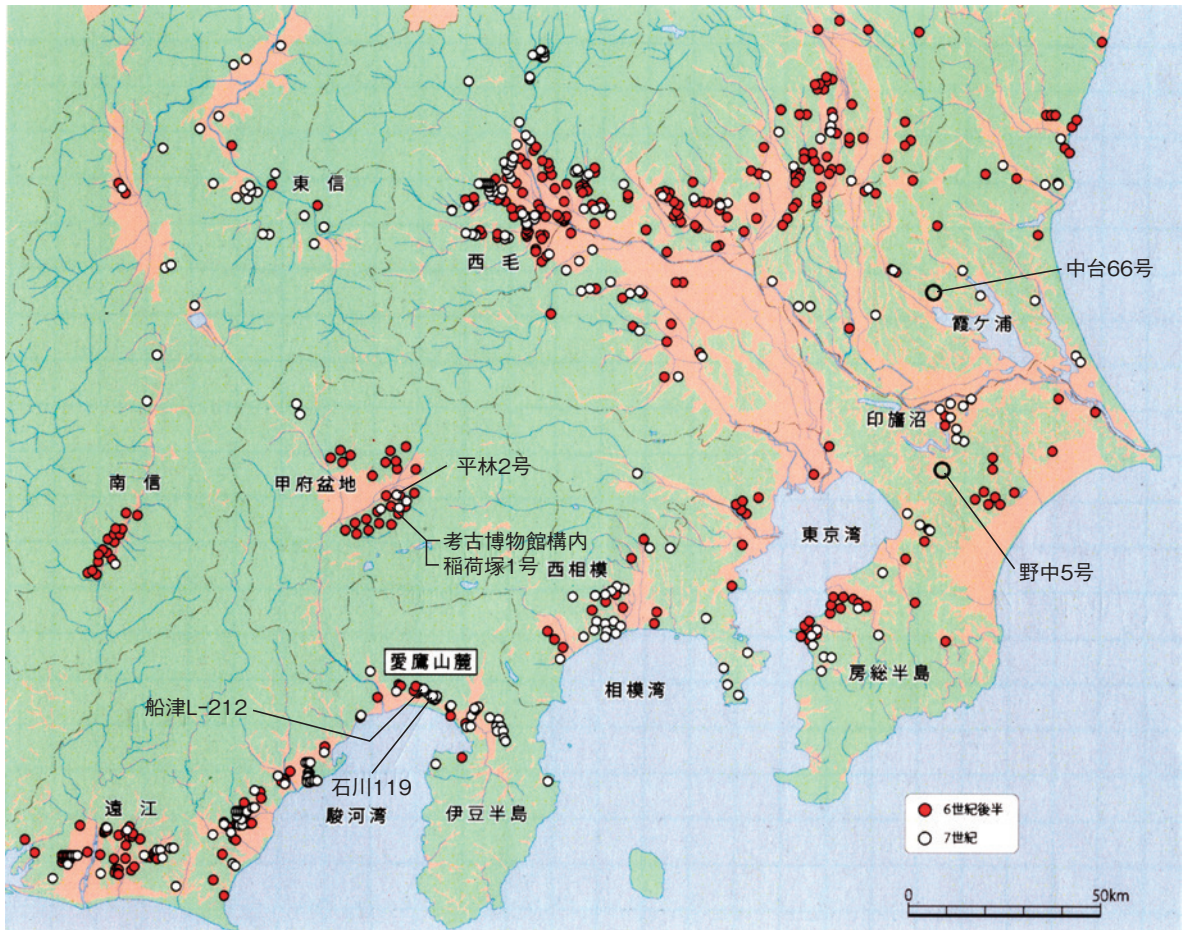 東信
西毛
中台66号
霞ケ浦
印旛沼
南信
甲府盆地
平林2号
考古博物館構内
稲荷塚1号
西相模
東京湾
野中5号
愛鷹山麓
房総半島
相模湾
船津L-212
石川119
遠江
駿河湾
伊豆半島
6世紀後半
7世紀
0 50km